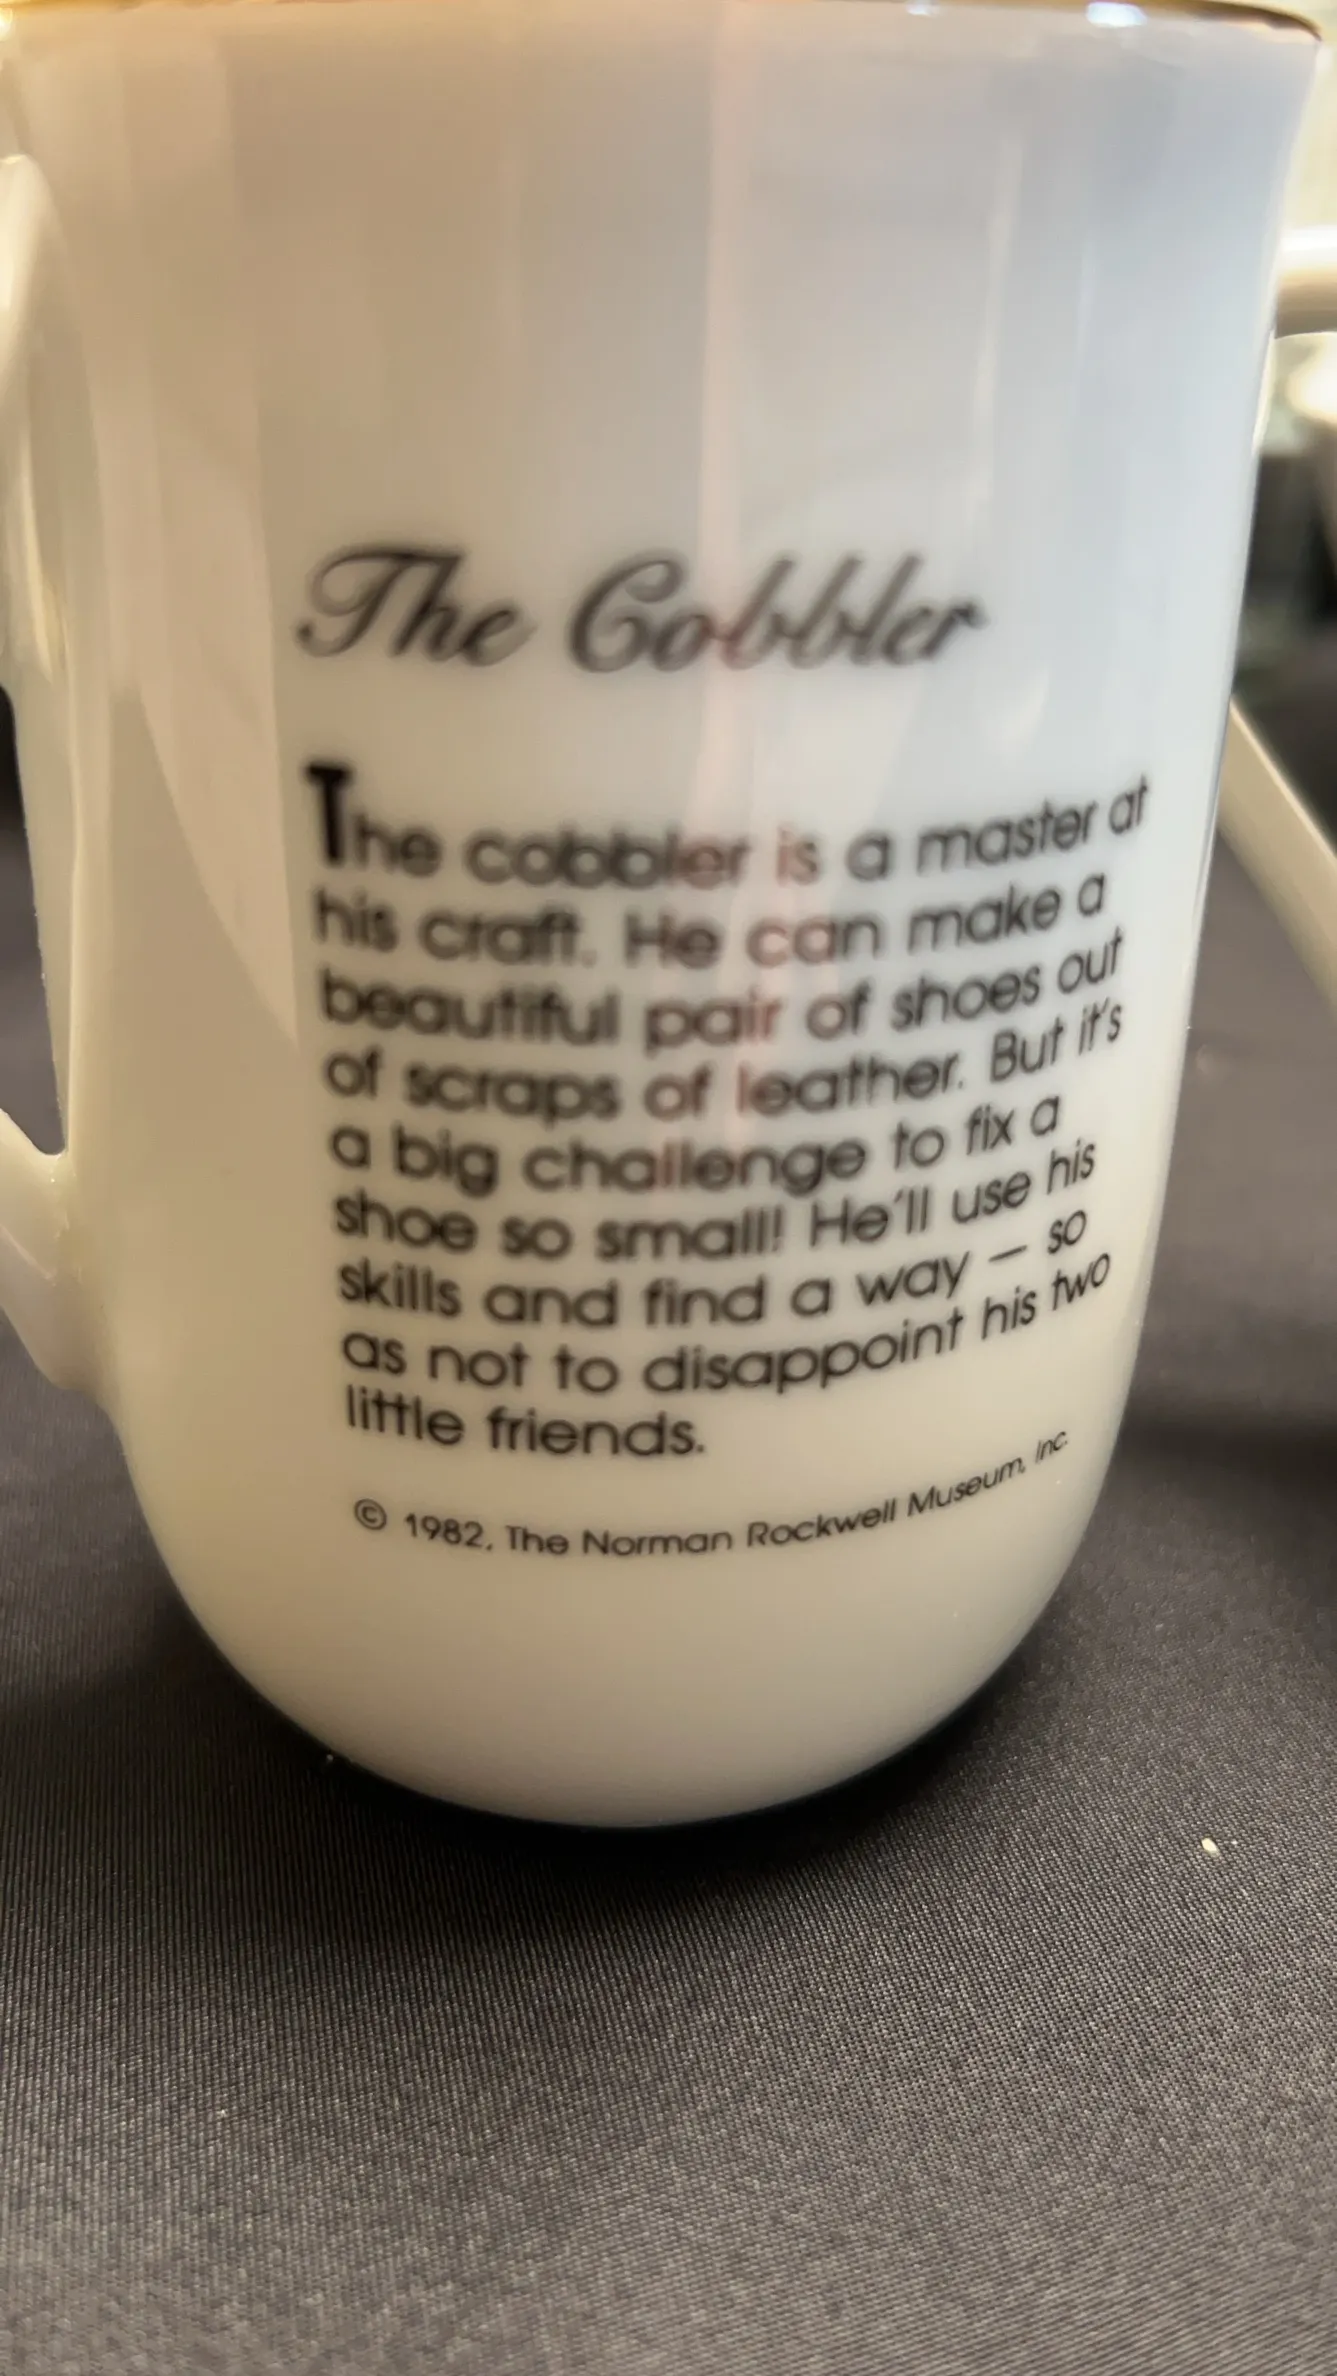 The Cobbler
The cobbler is a master at
his craft. He can make a
beautiful pair of shoes out
of scraps of leather. But it's
a big challenge to fix a
shoe so small! He'll use his
skills and find a way — so
as not to disappoint his two
little friends.
© 1982, The Norman Rockwell Museum, Inc.